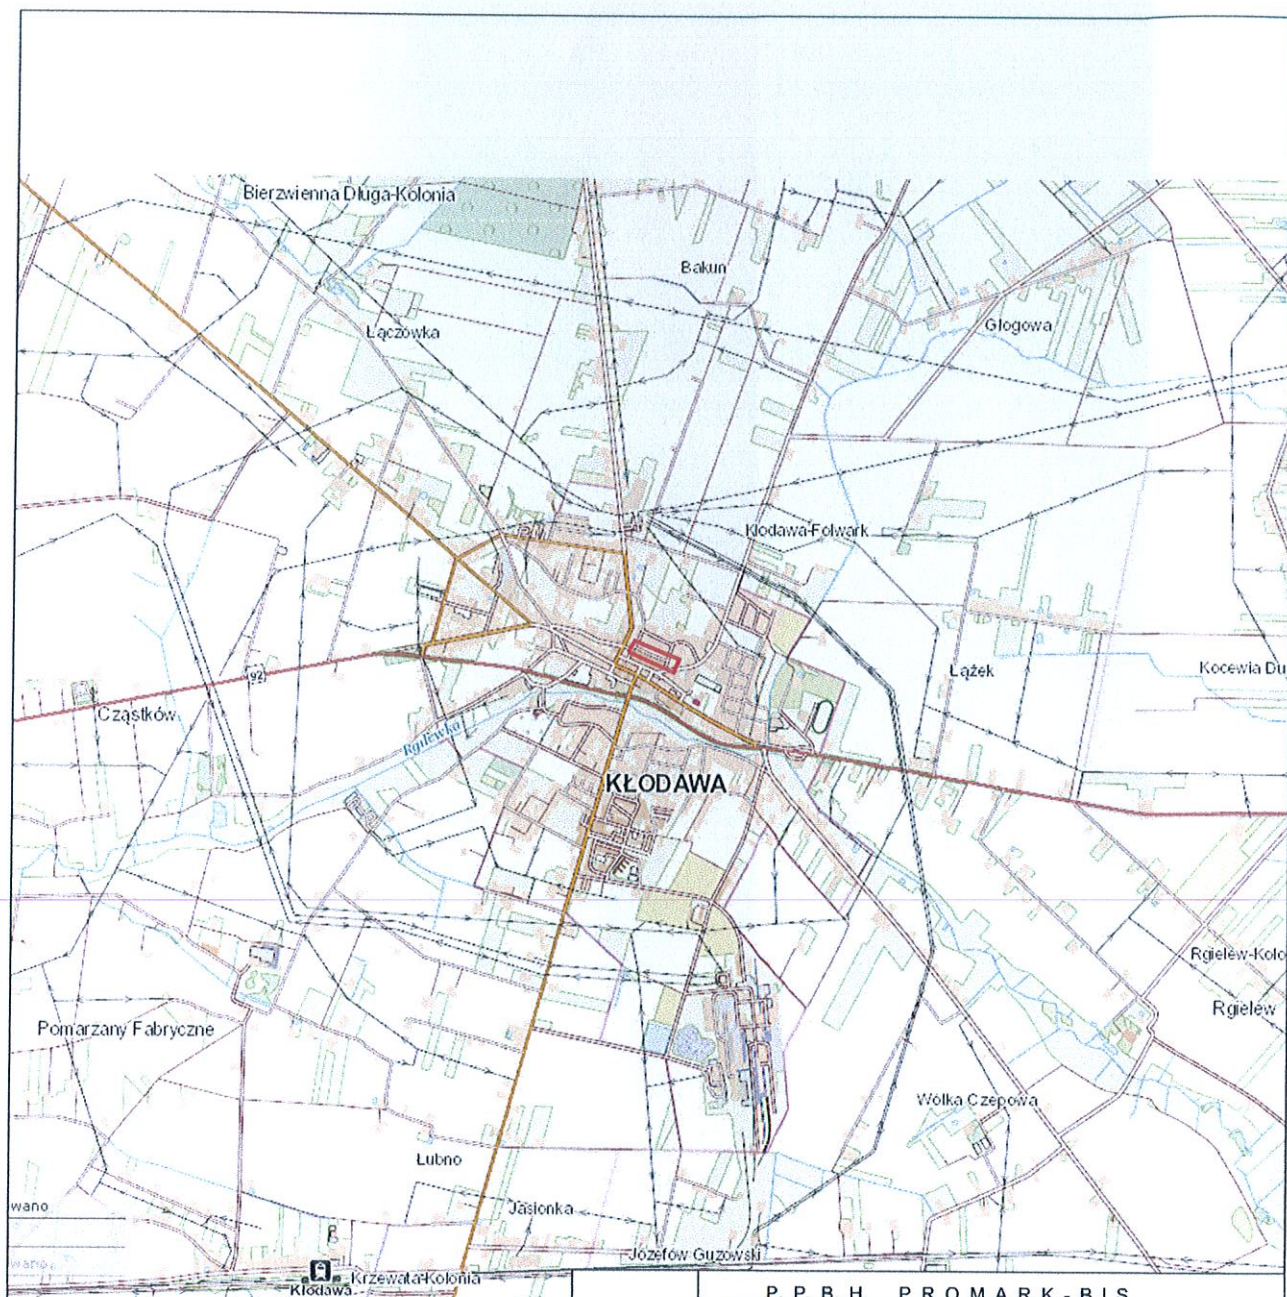 Bierzwienna Długa-Kolonia
Bakun
Głogowa
Łączówka
Kłodawa-Folwark
92
Łążek
Kocewia Du
Cząstków
Rgilewka
KŁODAWA
Rgielew-Kolo
Rgielew
Pomarzany Fabryczne
Wólka Czepowa
Łubno
wano
Jasionka
Józefów Guzowski
wano
Krzewata-Kolonia
Kłodawa
P.P.B.H. PROMARK-BIS